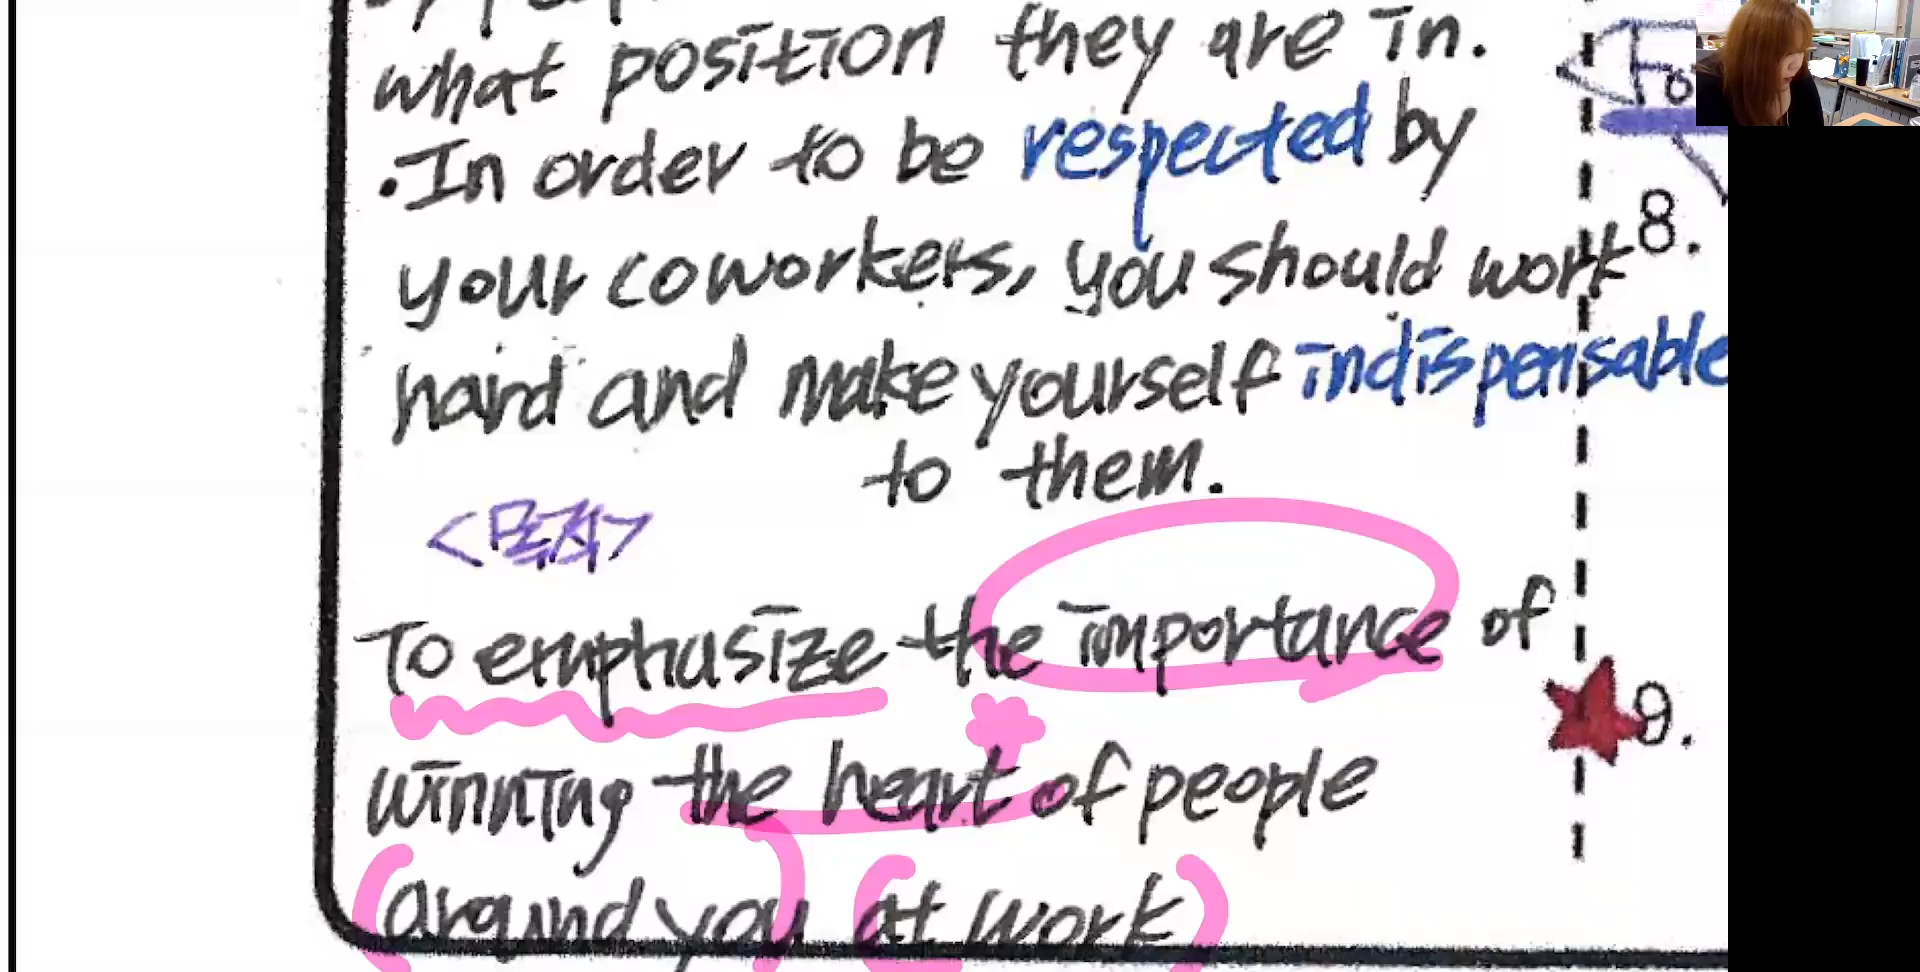 what position they are in.
.In order to be respected by
your coworkers, you should work
hard and make yourself indispensable
to them.
<목적>
To emphasize the importance of
winning the heart of people
around you at work
8.
9.